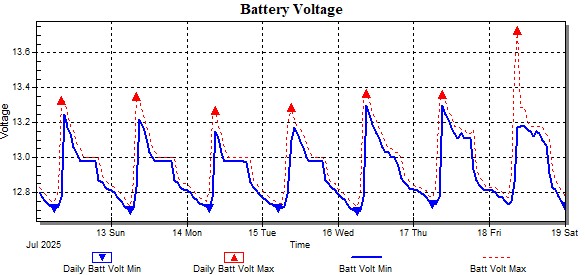 Battery Voltage
13.6
13.4
13.2
13.0
12.8
Voltage
13 Sun 14 Mon 15 Tue 16 Wed 17 Thu 18 Fri 19 Sat
Jul 2025
Time
Daily Batt Volt Min Daily Batt Volt Max Batt Volt Min Batt Volt Max